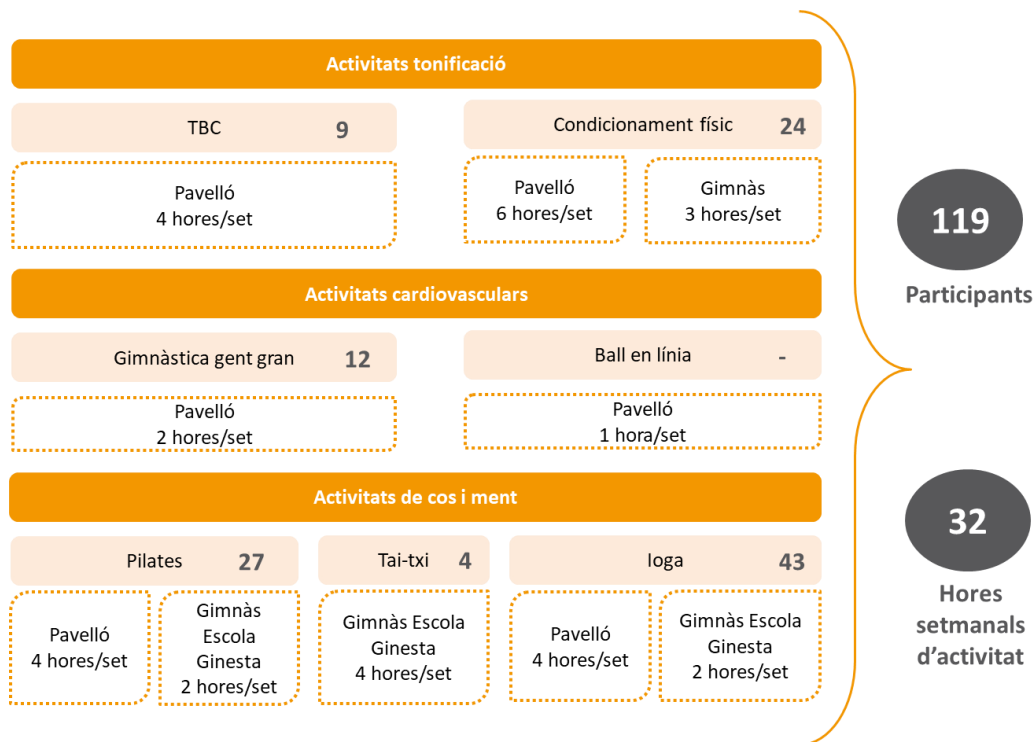 Activitats tonificació
TBC 9
Condicionament físic 24
Pavelló
4 hores/set
Pavelló
6 hores/set
Gimnàs
3 hores/set
Activitats cardiovasculars
Gimnàstica gent gran 12
Ball en línia -
Pavelló
2 hores/set
Pavelló
1 hora/set
Activitats de cos i ment
Pilates 27
Tai-txi 4
Ioga 43
Pavelló
4 hores/set
Gimnàs
Escola
Ginesta
2 hores/set
Gimnàs Escola
Ginesta
4 hores/set
Pavelló
4 hores/set
Gimnàs Escola
Ginesta
2 hores/set
119
Participants
32
Hores
setmanals
d'activitat